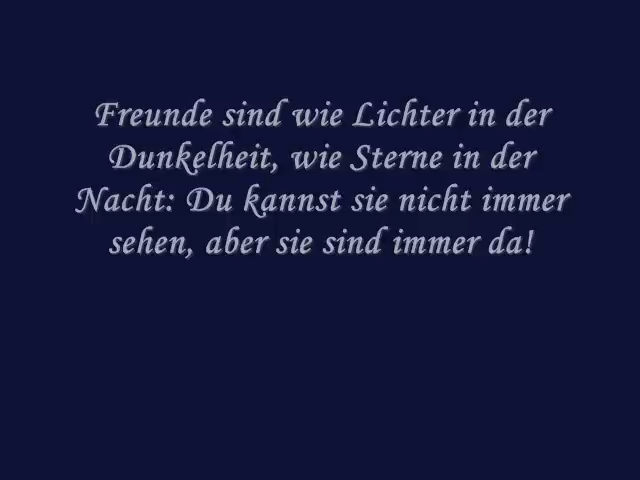 Freunde sind wie Lichter in der
Dunkelheit, wie Sterne in der
Nacht: Du kannst sie nicht immer
sehen, aber sie sind immer da!